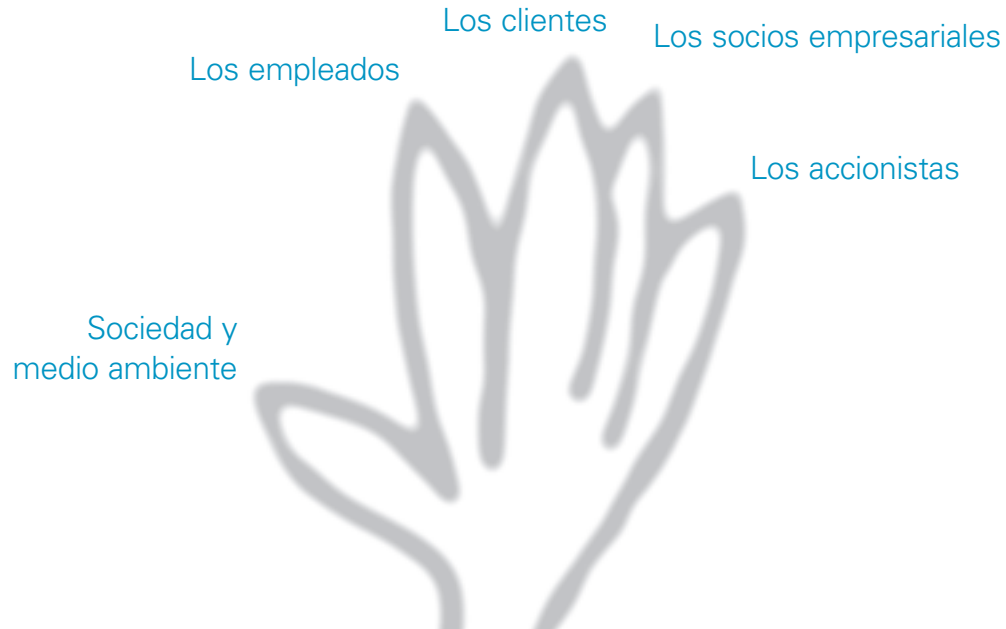 Los clientes
Los socios empresariales
Los empleados
Los accionistas
Sociedad y
medio ambiente